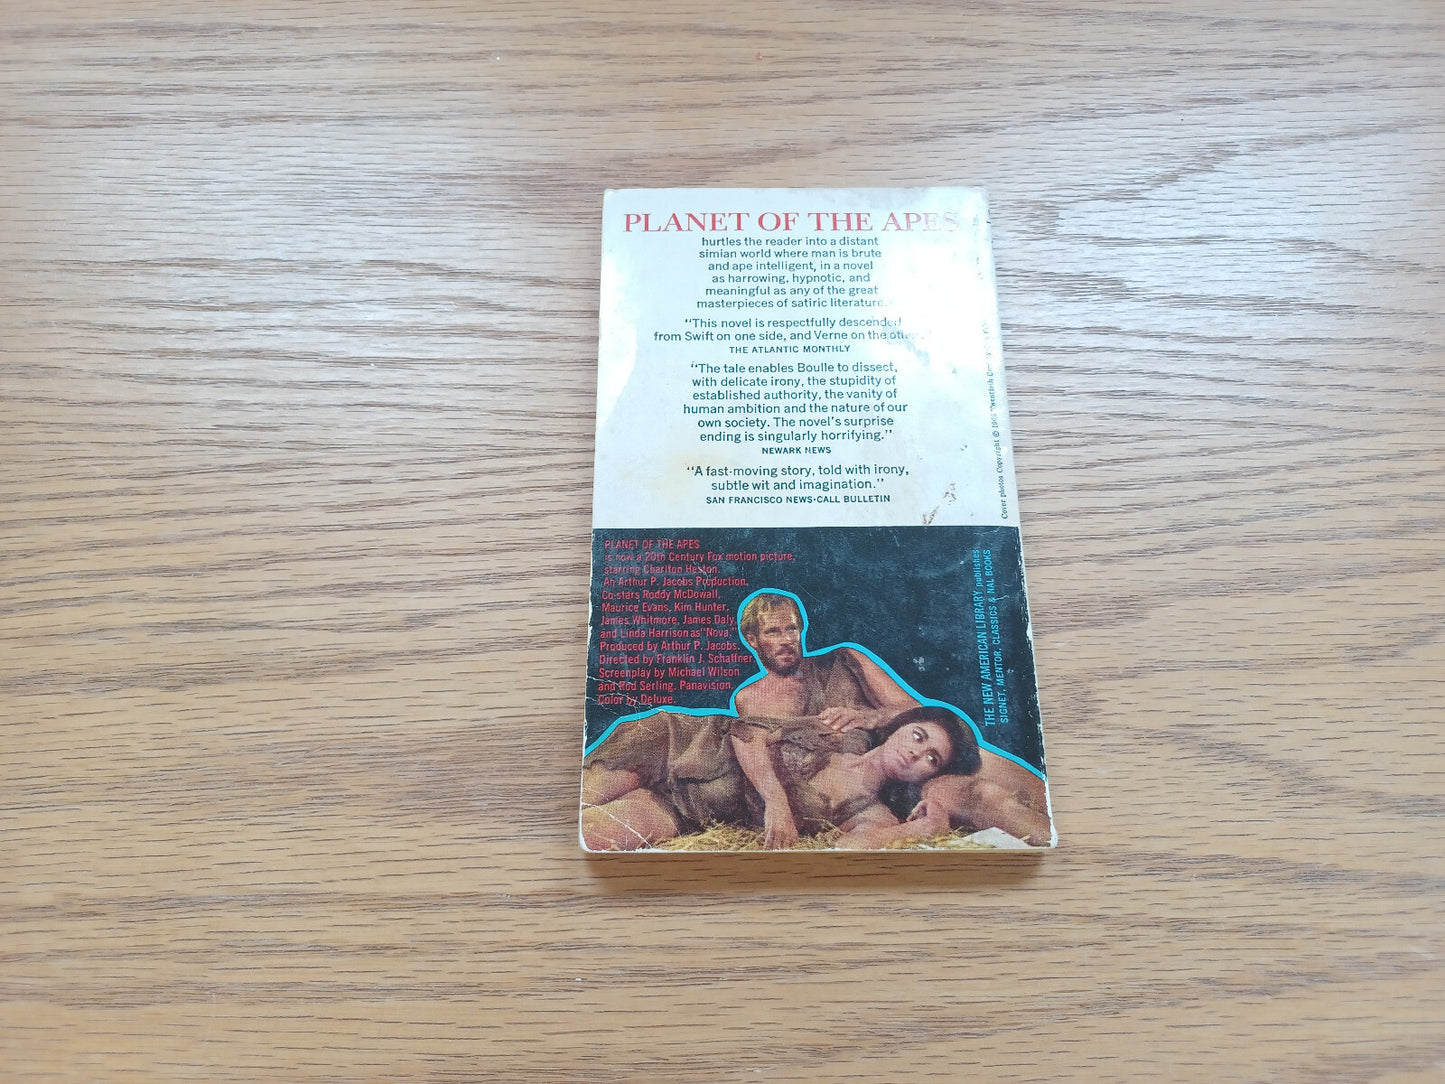 PLANET OF THE APES
hurtles the reader into a distant
simian world where man is brute
and ape intelligent, in a novel
as harrowing, hypnotic, and
meaningful as any of the great
masterpieces of satiric literature.
"This novel is respectfully descended
from Swift on one side, and Verne on the other."
THE ATLANTIC MONTHLY
"The tale enables Boulle to dissect,
with delicate irony, the stupidity of
established authority, the vanity of
human ambition and the nature of our
own society. The novel's surprise
ending is singularly horrifying."
NEWARK NEWS
"A fast-moving story, told with irony,
subtle wit and imagination."
SAN FRANCISCO NEWS-CALL BULLETIN
Cover photos Copyright ©
PLANET OF THE APES
is now a 20th Century Fox motion picture,
starring Charlton Heston.
An Arthur P. Jacobs Production.
Co-stars Roddy McDowall,
Maurice Evans, Kim Hunter,
James Whitmore, James Daly
and Linda Harrison as "Nova."
Produced by Arthur P. Jacobs.
Directed by Franklin J. Schaffner.
Screenplay by Michael Wilson
and Rod Serling. Panavision.
Color by Deluxe.
THE NEW AMERICAN LIBRARY publishes
SIGNET, MENTOR, CLASSICS & NAL BOOKS